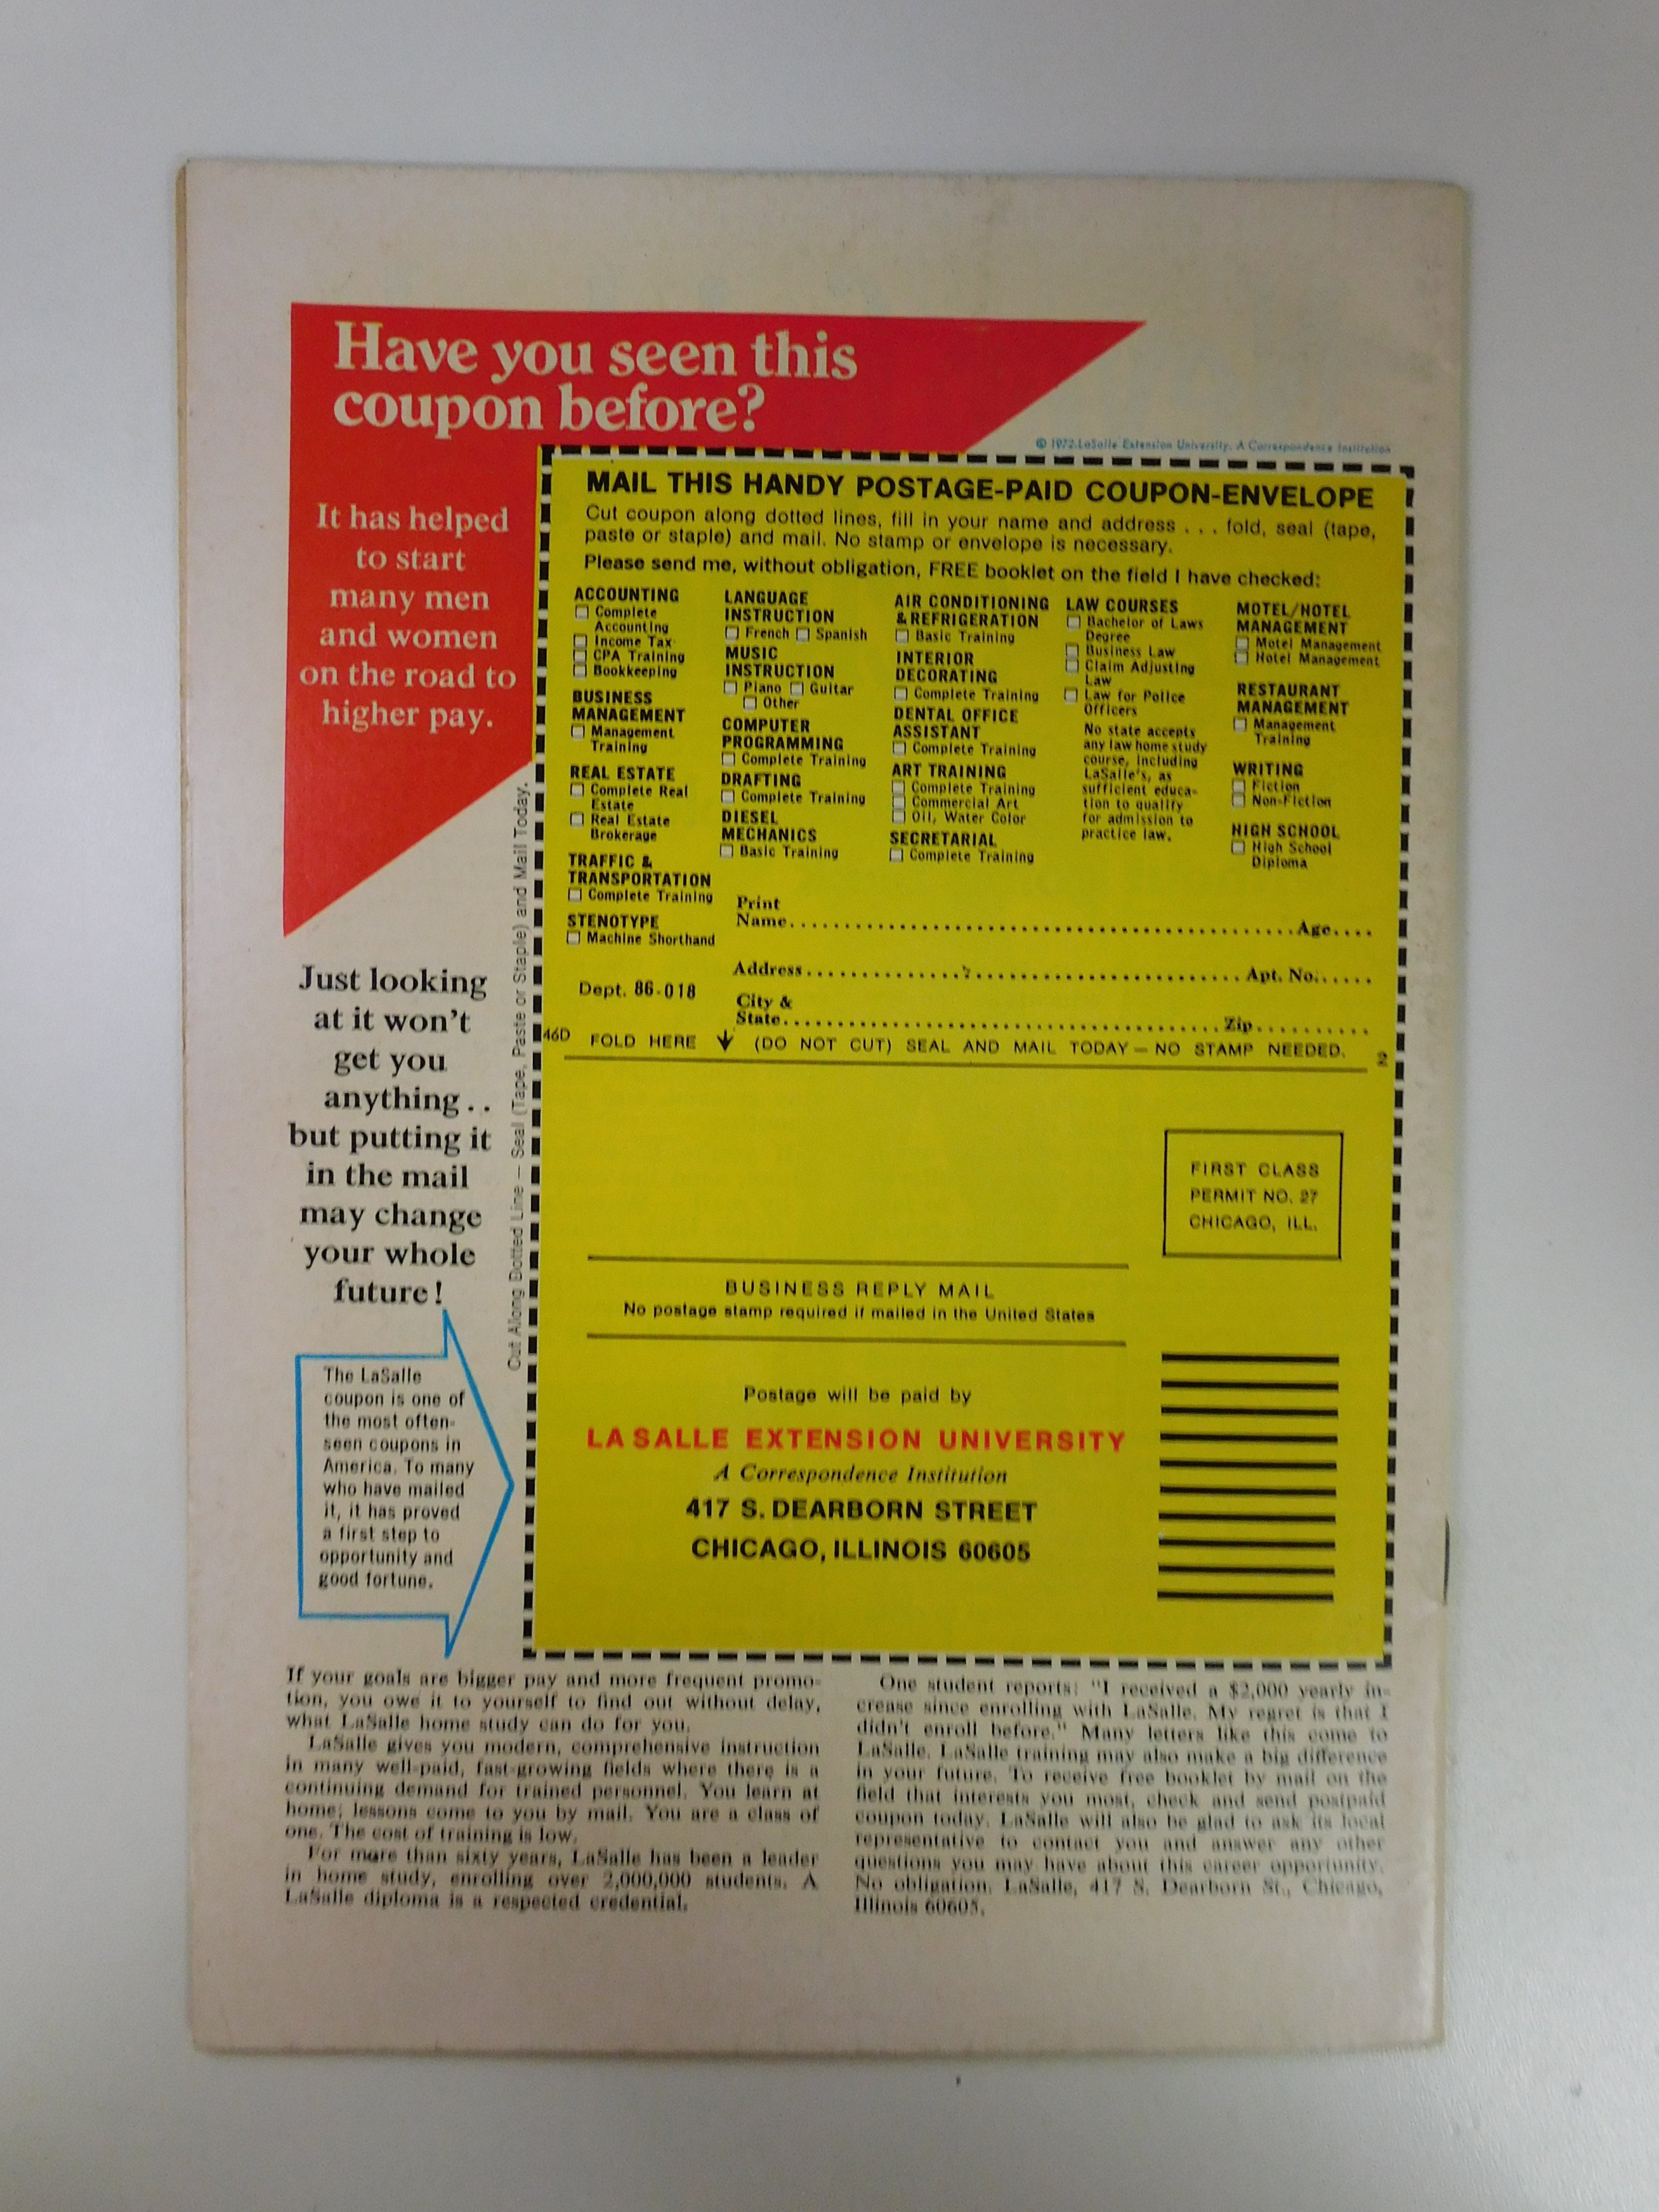 Have you seen this
coupon before?
© 1972 LaSalle Extension University. A Correspondence Institution
It has helped
to start
many men
and women
on the road to
higher pay.
Just looking
at it won't
get you
anything . .
but putting it
in the mail
may change
your whole
future!
The LaSalle
coupon is one of
the most often-
seen coupons in
America. To many
who have mailed
it, it has proved
a first step to
opportunity and
good fortune.
Cut Along Dotted Line — Seal (Tape, Paste or Staple) and Mail Today.
MAIL THIS HANDY POSTAGE-PAID COUPON-ENVELOPE
Cut coupon along dotted lines, fill in your name and address . . . fold, seal (tape,
paste or staple) and mail. No stamp or envelope is necessary.
Please send me, without obligation, FREE booklet on the field I have checked:
ACCOUNTING
Complete
Accounting
Income Tax
CPA Training
Bookkeeping
BUSINESS
MANAGEMENT
Management
Training
REAL ESTATE
Complete Real
Estate
Real Estate
Brokerage
TRAFFIC &
TRANSPORTATION
Complete Training
STENOTYPE
Machine Shorthand
LANGUAGE
INSTRUCTION
French Spanish
MUSIC
INSTRUCTION
Piano Guitar
Other
COMPUTER
PROGRAMMING
Complete Training
DRAFTING
Complete Training
DIESEL
MECHANICS
Basic Training
AIR CONDITIONING
& REFRIGERATION
Basic Training
INTERIOR
DECORATING
Complete Training
DENTAL OFFICE
ASSISTANT
Complete Training
ART TRAINING
Complete Training
Commercial Art
Oil, Water Color
SECRETARIAL
Complete Training
LAW COURSES
Bachelor of Laws
Degree
Business Law
Claim Adjusting
Law
Law for Police
Officers
No state accepts
any law home study
course, including
LaSalle's, as
sufficient educa-
tion to qualify
for admission to
practice law.
MOTEL/HOTEL
MANAGEMENT
Motel Management
Hotel Management
RESTAURANT
MANAGEMENT
Management
Training
WRITING
Fiction
Non-Fiction
HIGH SCHOOL
High School
Diploma
Print
Name Age
Address Apt. No.
Dept. 86-018
City &
State Zip
46D FOLD HERE (DO NOT CUT) SEAL AND MAIL TODAY — NO STAMP NEEDED. 2
FIRST CLASS
PERMIT NO. 27
CHICAGO, ILL.
BUSINESS REPLY MAIL
No postage stamp required if mailed in the United States
Postage will be paid by
LA SALLE EXTENSION UNIVERSITY
A Correspondence Institution
417 S. DEARBORN STREET
CHICAGO, ILLINOIS 60605
If your goals are bigger pay and more frequent promo-
tion, you owe it to yourself to find out without delay,
what LaSalle home study can do for you.
LaSalle gives you modern, comprehensive instruction
in many well-paid, fast-growing fields where there is a
continuing demand for trained personnel. You learn at
home; lessons come to you by mail. You are a class of
one. The cost of training is low.
For more than sixty years, LaSalle has been a leader
in home study, enrolling over 2,000,000 students. A
LaSalle diploma is a respected credential.
One student reports: "I received a $2,000 yearly in-
crease since enrolling with LaSalle. My regret is that I
didn't enroll before." Many letters like this come to
LaSalle. LaSalle training may also make a big difference
in your future. To receive free booklet by mail on the
field that interests you most, check and send postpaid
coupon today. LaSalle will also be glad to ask its local
representative to contact you and answer any other
questions you may have about this career opportunity.
No obligation. LaSalle, 417 S. Dearborn St., Chicago,
Illinois 60605.